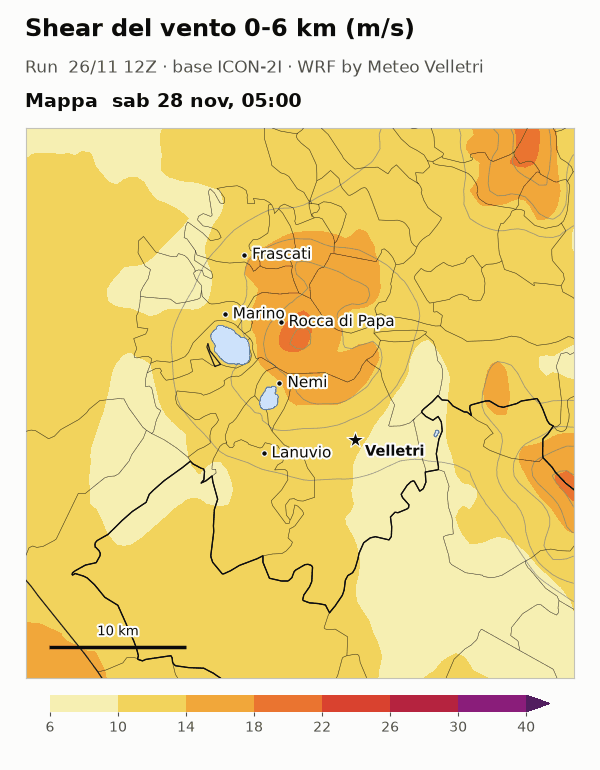 Shear del vento 0-6 km (m/s)
Run  26/11 12Z · base ICON-2I · WRF by Meteo Velletri
Mappa  sab 28 nov, 05:00
Frascati
Marino
Rocca di Papa
Nemi
Velletri
Lanuvio
10 km
6 10 14 18 22 26 30 40